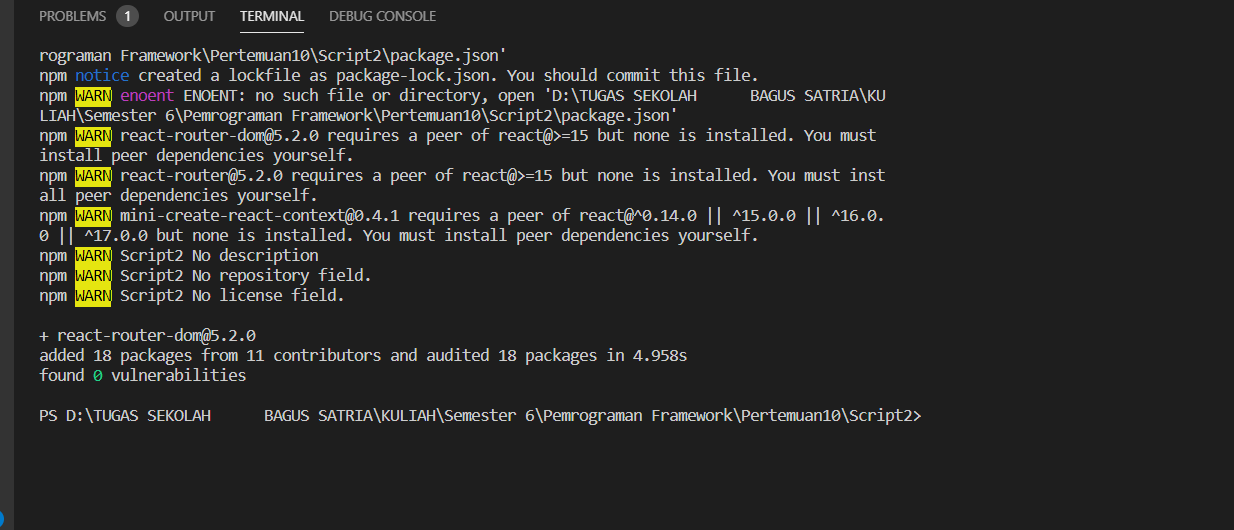 PROBLEMS 1 OUTPUT TERMINAL DEBUG CONSOLE
rograman Framework\Pertemuan10\Script2\package.json'
npm notice created a lockfile as package-lock.json. You should commit this file.
npm WARN enoent ENOENT: no such file or directory, open 'D:\TUGAS SEKOLAH      BAGUS SATRIA\KU
LIAH\Semester 6\Pemrograman Framework\Pertemuan10\Script2\package.json'
npm WARN react-router-dom@5.2.0 requires a peer of react@>=15 but none is installed. You must
install peer dependencies yourself.
npm WARN react-router@5.2.0 requires a peer of react@>=15 but none is installed. You must inst
all peer dependencies yourself.
npm WARN mini-create-react-context@0.4.1 requires a peer of react@^0.14.0 || ^15.0.0 || ^16.0.
0 || ^17.0.0 but none is installed. You must install peer dependencies yourself.
npm WARN Script2 No description
npm WARN Script2 No repository field.
npm WARN Script2 No license field.
+ react-router-dom@5.2.0
added 18 packages from 11 contributors and audited 18 packages in 4.958s
found 0 vulnerabilities
PS D:\TUGAS SEKOLAH      BAGUS SATRIA\KULIAH\Semester 6\Pemrograman Framework\Pertemuan10\Script2>